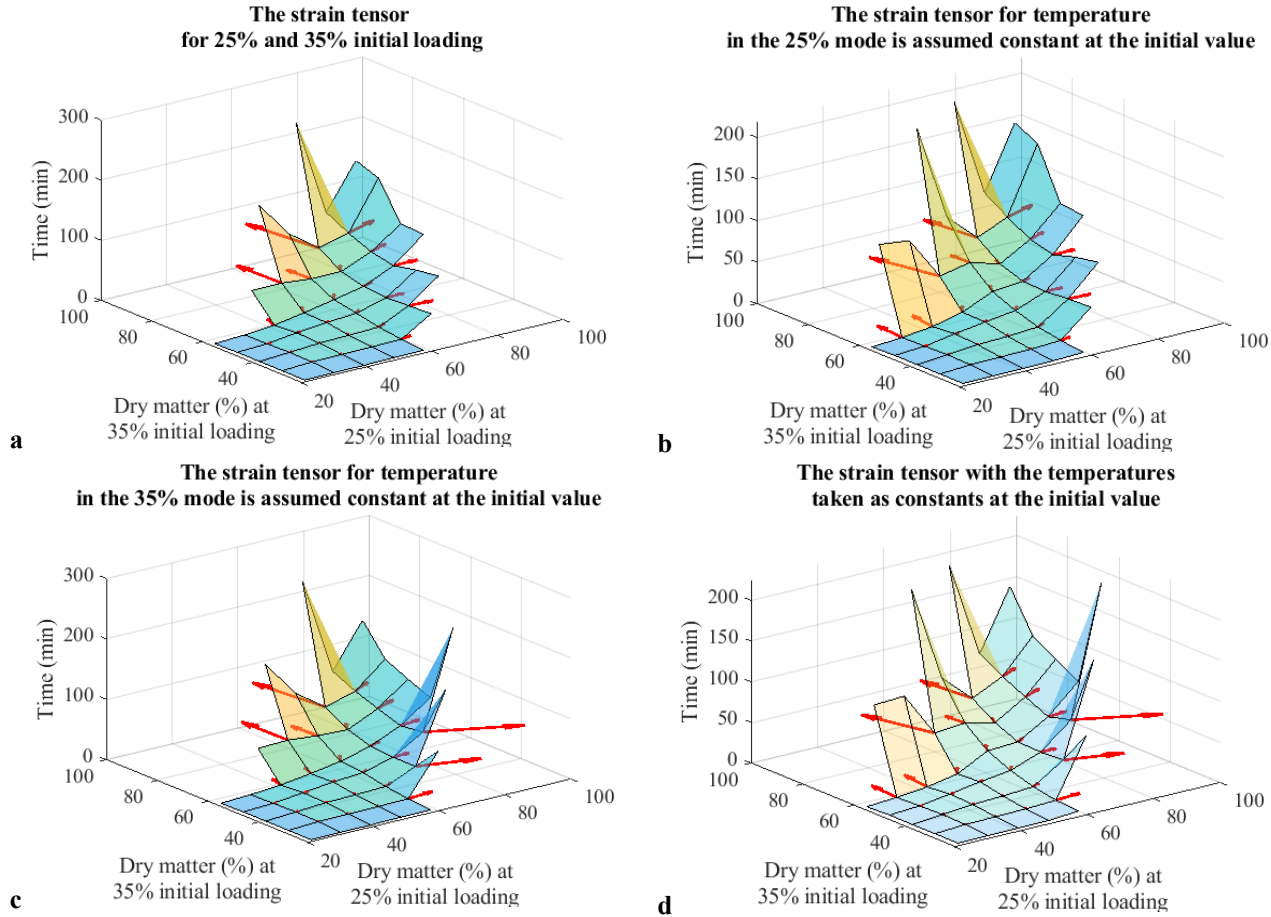 The strain tensor
for 25% and 35% initial loading
300
200
100
0
Time (min)
100
80
60
40
20
40
60
80
100
Dry matter (%) at
35% initial loading
Dry matter (%) at
25% initial loading
a
The strain tensor for temperature
in the 25% mode is assumed constant at the initial value
200
150
100
50
0
Time (min)
100
80
60
40
20
40
60
80
100
Dry matter (%) at
35% initial loading
Dry matter (%) at
25% initial loading
b
The strain tensor for temperature
in the 35% mode is assumed constant at the initial value
300
200
100
0
Time (min)
100
80
60
40
20
40
60
80
100
Dry matter (%) at
35% initial loading
Dry matter (%) at
25% initial loading
c
The strain tensor with the temperatures
taken as constants at the initial value
200
150
100
50
0
Time (min)
100
80
60
40
20
40
60
80
100
Dry matter (%) at
35% initial loading
Dry matter (%) at
25% initial loading
d